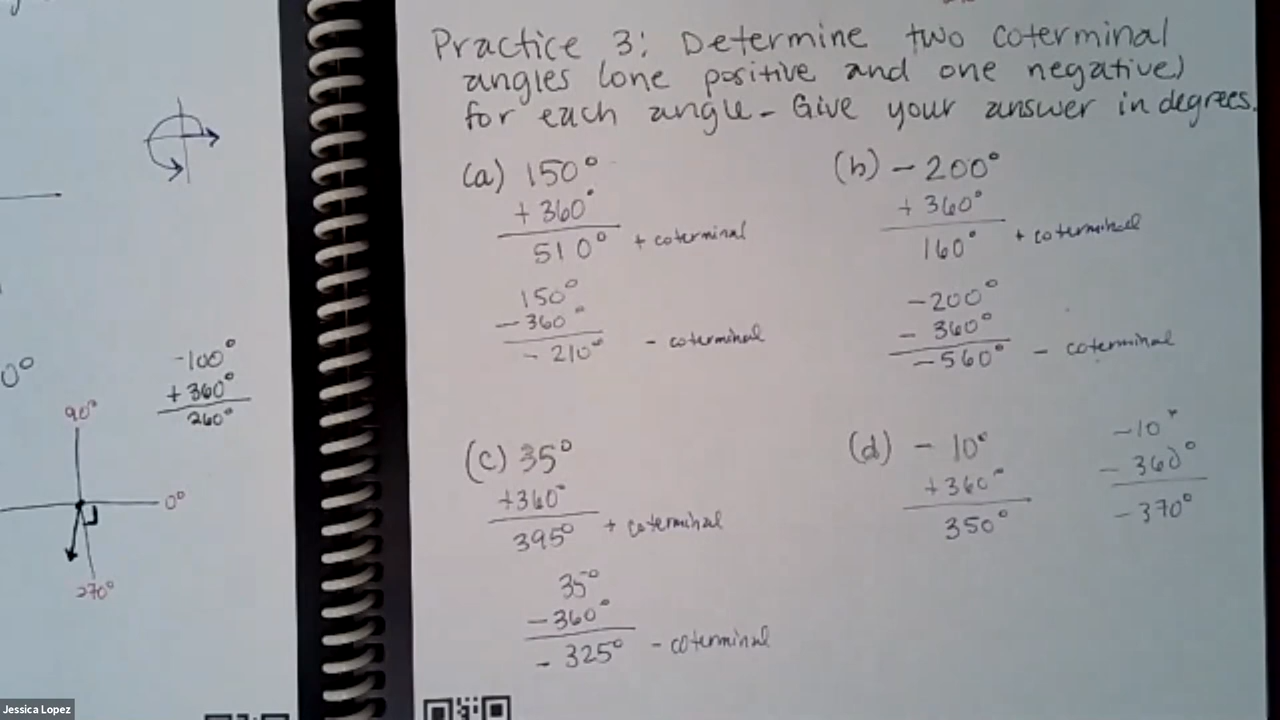 Practice 3: Determine two coterminal
angles (one positive and one negative)
for each angle - Give your answer in degrees.
(a) 150°
+ 360°
510° + coterminal
150°
- 360°
- 210° - coterminal
(b) - 200°
+ 360°
160° + coterminal
-200°
- 360°
-560° - coterminal
(c) 35°
+360°
395° + coterminal
35°
-360°
- 325° - coterminal
(d) - 10°
+360°
350°
-10°
- 360°
-370°
0°
-100°
+ 360°
260°
90°
0°
270°
Jessica Lopez